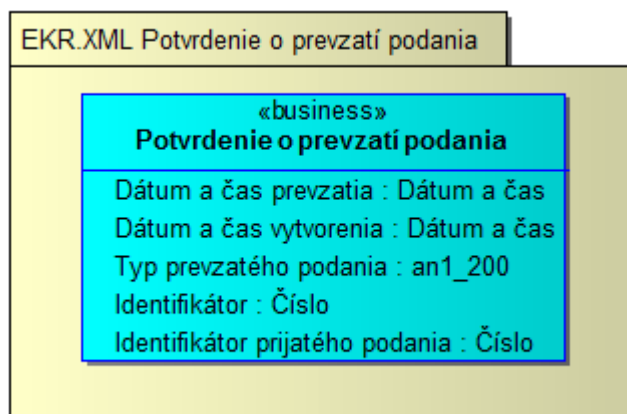 EKR.XML Potvrdenie o prevzatí podania
«business»
Potvrdenie o prevzatí podania
Dátum a čas prevzatia : Dátum a čas
Dátum a čas vytvorenia : Dátum a čas
Typ prevzatého podania : an1_200
Identifikátor : Číslo
Identifikátor prijatého podania : Číslo